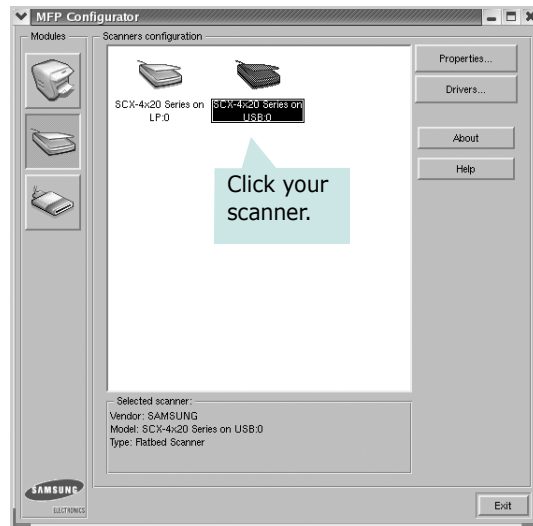 MFP Configurator
Modules
Scanners configuration
SCX-4x20 Series on
LP:0
SCX-4x20 Series on
USB:0
Click your
scanner.
Properties...
Drivers...
About
Help
Selected scanner:
Vendor: SAMSUNG
Model: SCX-4x20 Series on USB:0
Type: Flatbed Scanner
SAMSUNG
ELECTRONICS
Exit